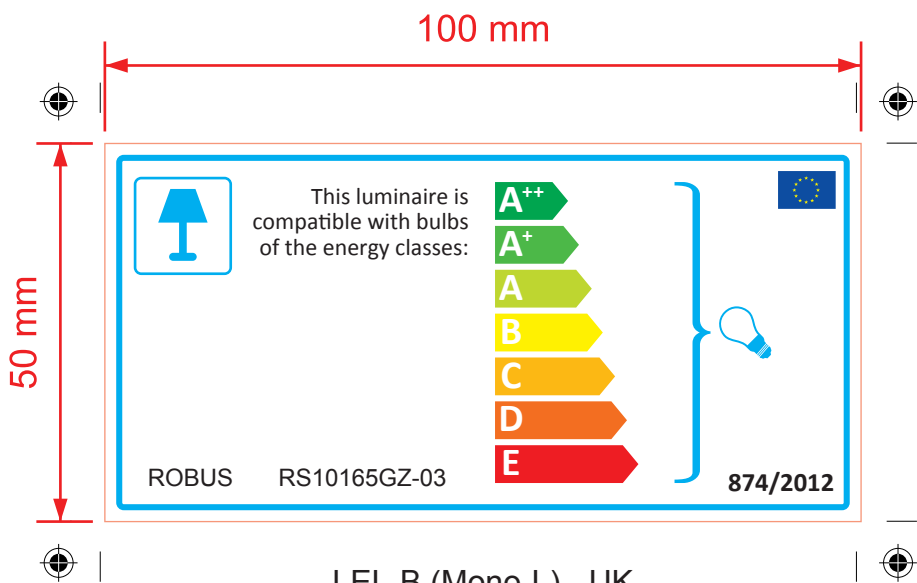 100 mm
50 mm
This luminaire is
compatible with bulbs
of the energy classes:
A++
A+
A
B
C
D
E
ROBUS RS10165GZ-03
874/2012